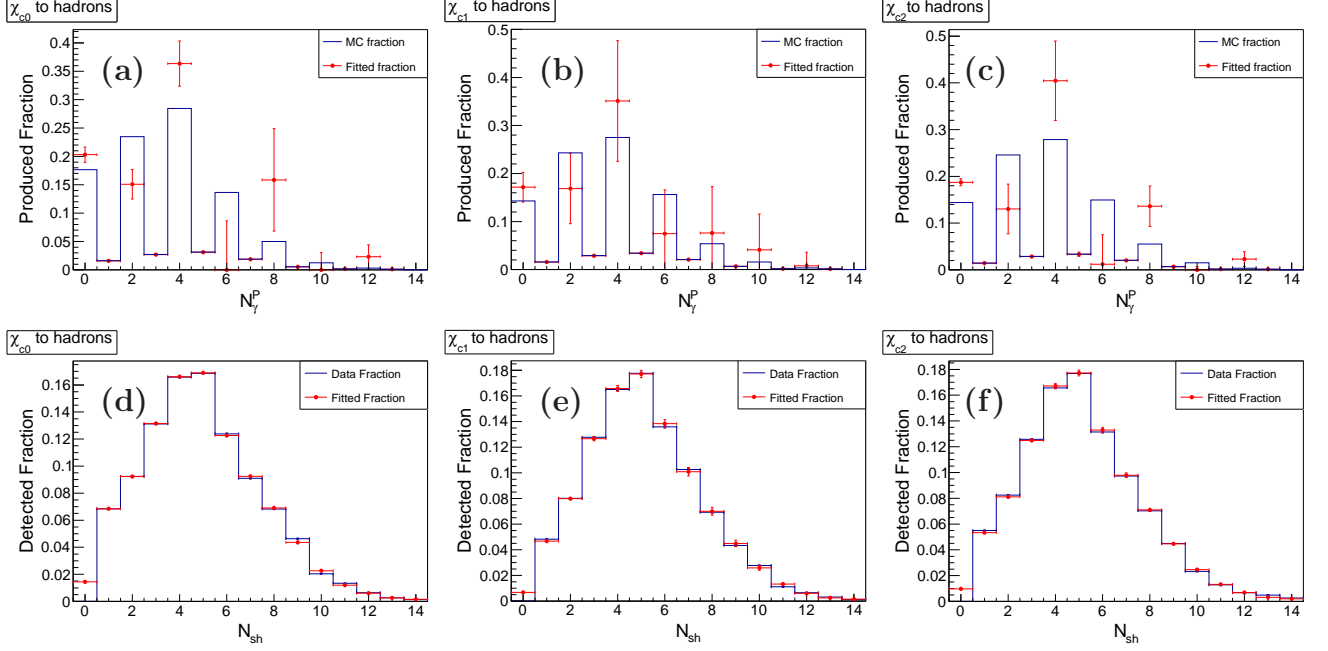 χc0 to hadrons
MC fraction
Fitted fraction
(a)
Produced Fraction
0.4
0.35
0.3
0.25
0.2
0.15
0.1
0.05
0
0 2 4 6 8 10 12 14
NγP
χc1 to hadrons
MC fraction
Fitted fraction
(b)
Produced Fraction
0.5
0.4
0.3
0.2
0.1
0
0 2 4 6 8 10 12 14
NγP
χc2 to hadrons
MC fraction
Fitted fraction
(c)
Produced Fraction
0.5
0.4
0.3
0.2
0.1
0
0 2 4 6 8 10 12 14
NγP
χc0 to hadrons
Data Fraction
Fitted Fraction
(d)
Detected Fraction
0.16
0.14
0.12
0.1
0.08
0.06
0.04
0.02
0
0 2 4 6 8 10 12 14
Nsh
χc1 to hadrons
Data Fraction
Fitted Fraction
(e)
Detected Fraction
0.18
0.16
0.14
0.12
0.1
0.08
0.06
0.04
0.02
0
0 2 4 6 8 10 12 14
Nsh
χc2 to hadrons
Data Fraction
Fitted Fraction
(f)
Detected Fraction
0.18
0.16
0.14
0.12
0.1
0.08
0.06
0.04
0.02
0
0 2 4 6 8 10 12 14
Nsh